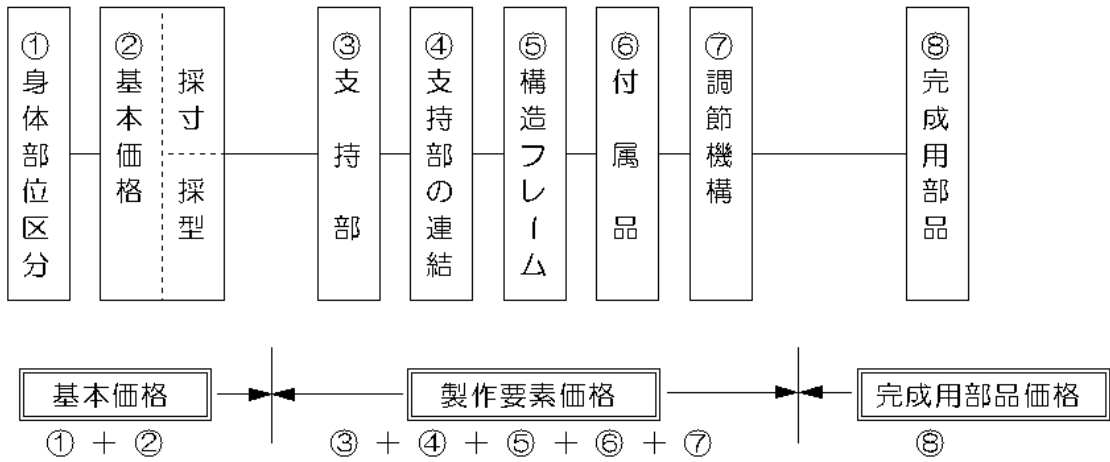 ①身体部位区分
②基本価格
採寸
採型
③支持部
④支持部の連結
⑤構造フレーム
⑥付属品
⑦調節機構
⑧完成用部品
基本価格
製作要素価格
完成用部品価格
①+②
③+④+⑤+⑥+⑦
⑧